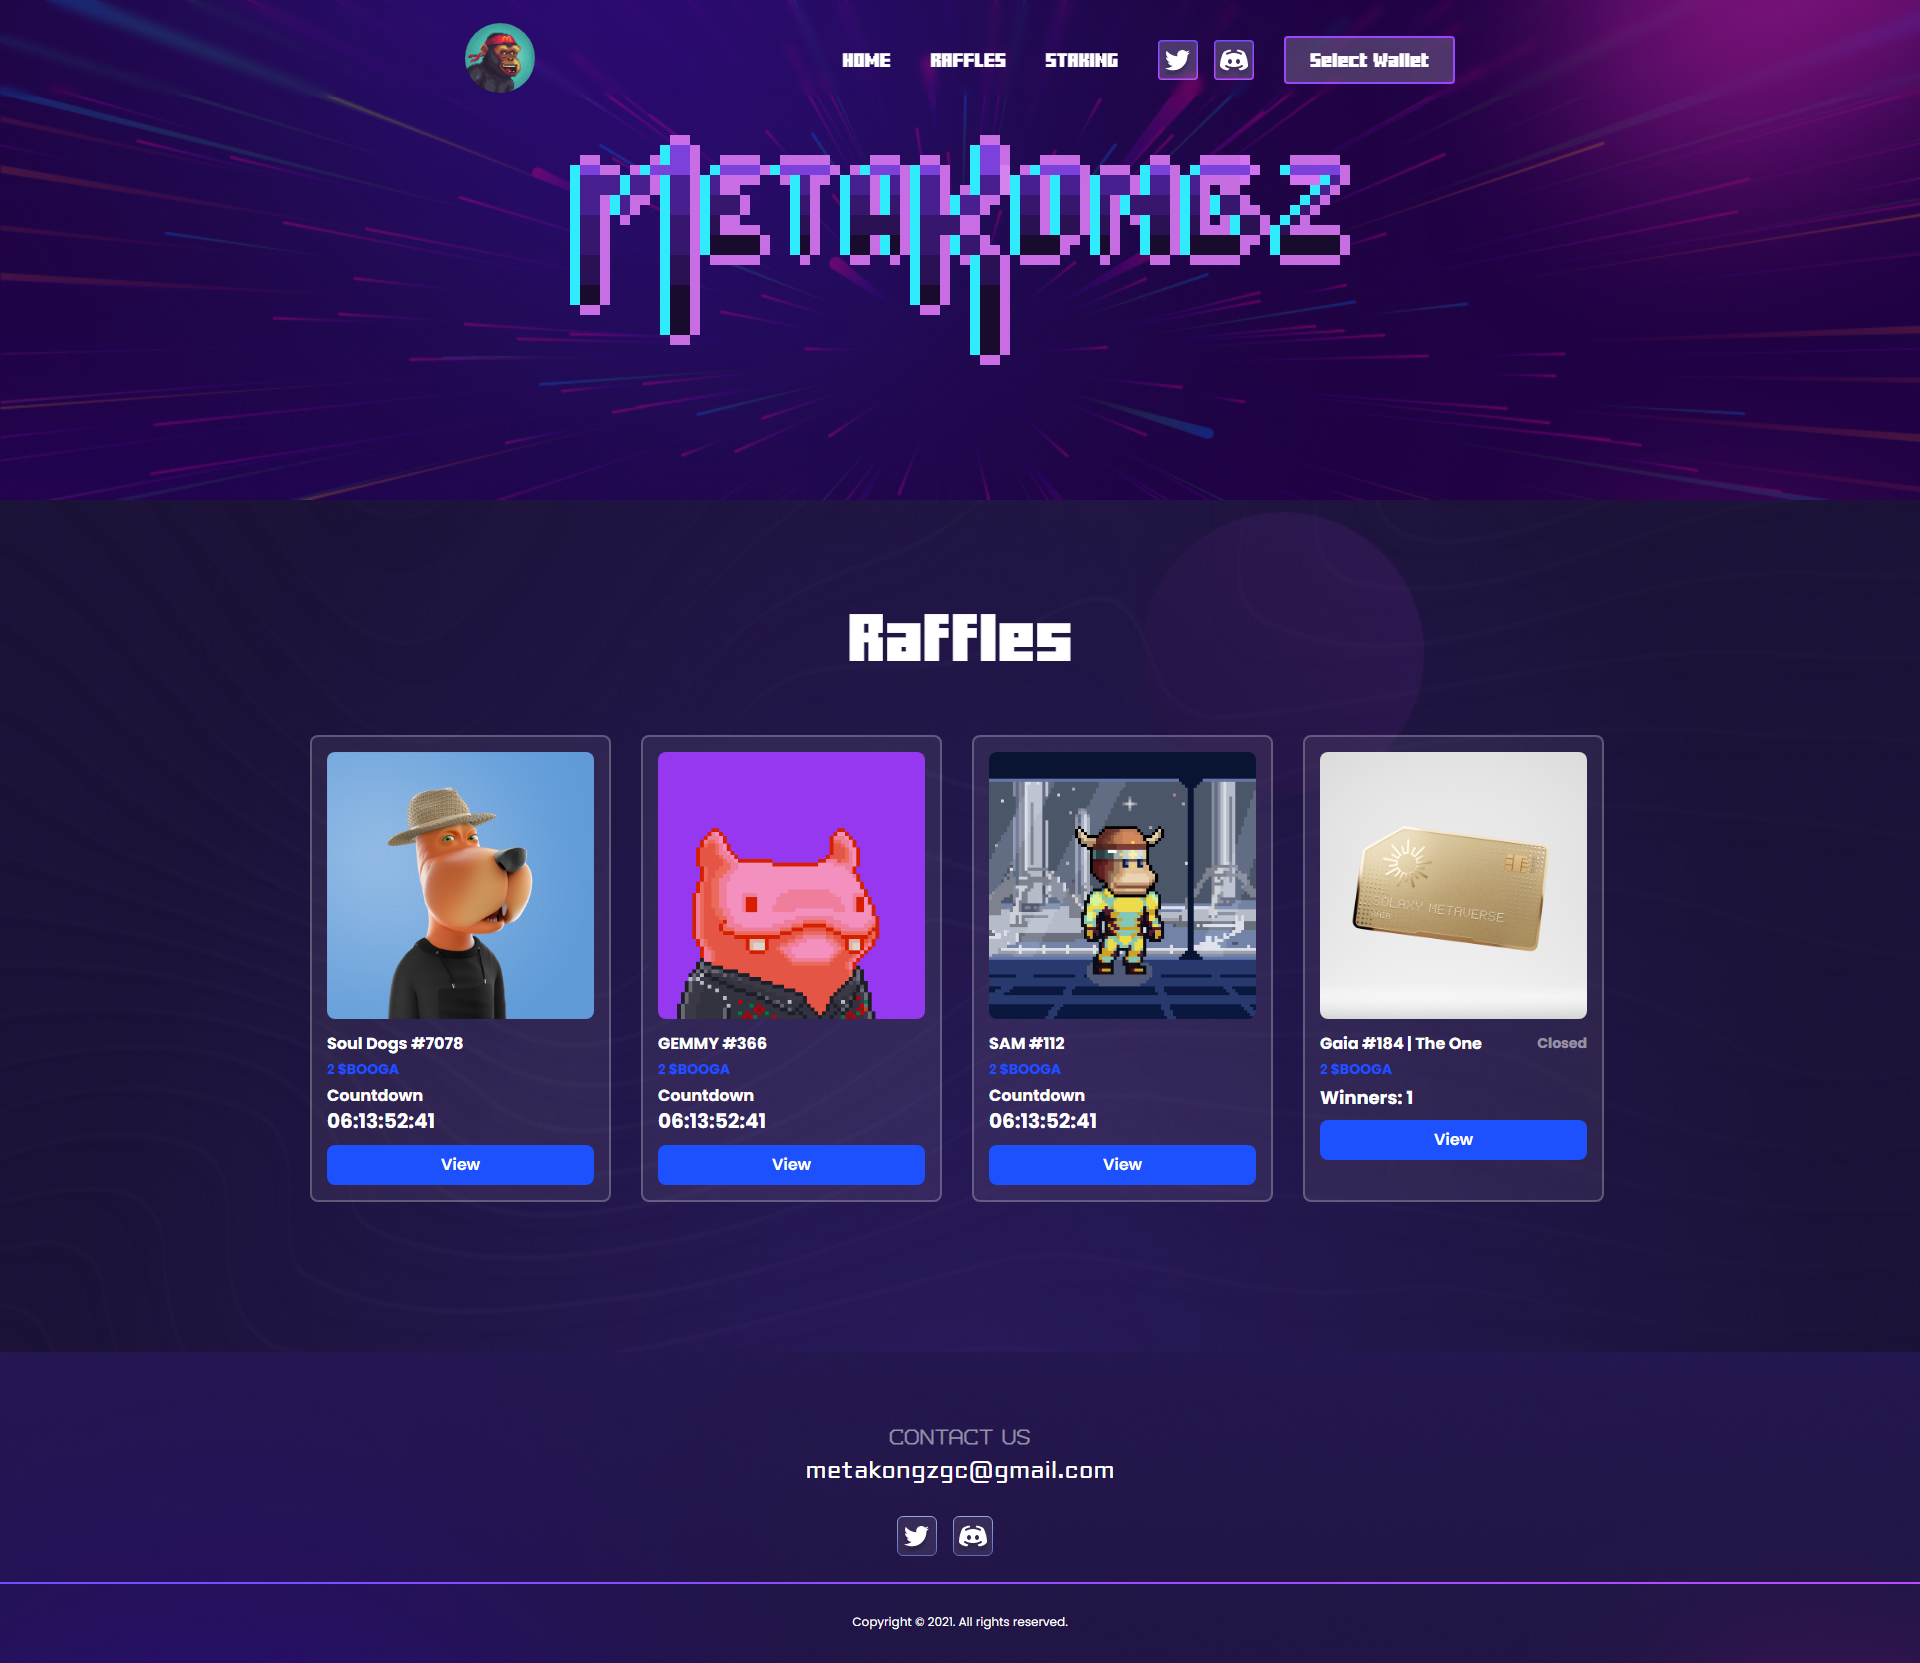 HOME
RAFFLES
STAKING
Select Wallet
METAKONGZ
Raffles
Soul Dogs #7078
2 $BOOGA
Countdown
06:13:52:41
View
GEMMY #366
2 $BOOGA
Countdown
06:13:52:41
View
SAM #112
2 $BOOGA
Countdown
06:13:52:41
View
SOLAXY METAVERSE
GAIA
Gaia #184 | The One
Closed
2 $BOOGA
Winners: 1
View
CONTACT US
metakongzgc@gmail.com
Copyright © 2021. All rights reserved.